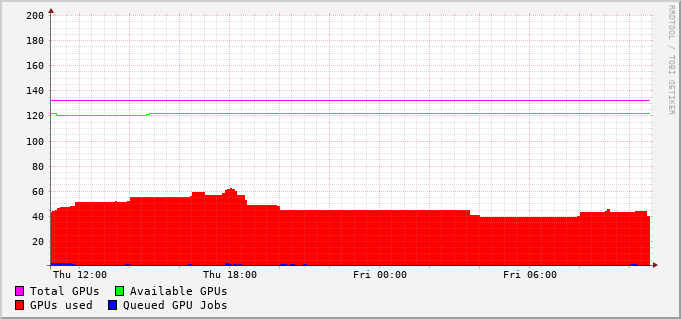 200
180
160
140
120
100
80
60
40
20
Thu 12:00 Thu 18:00 Fri 00:00 Fri 06:00
Total GPUs Available GPUs
GPUs used Queued GPU Jobs
RRDTOOL / TOBI OETIKER